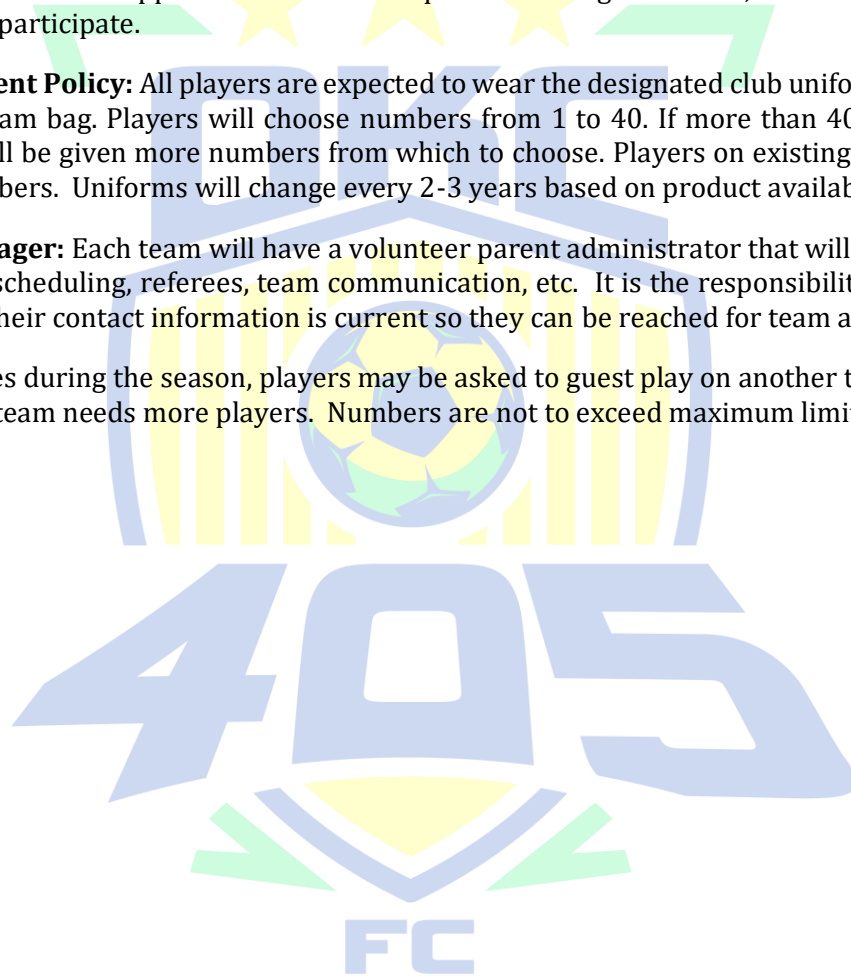 participate.
OKC
ent Policy: All players are expected to wear the designated club unifo
am bag. Players will choose numbers from 1 to 40. If more than 40
ll be given more numbers from which to choose. Players on existing
bers. Uniforms will change every 2-3 years based on product availab
ager: Each team will have a volunteer parent administrator that will
scheduling, referees, team communication, etc. It is the responsibilit
heir contact information is current so they can be reached for team a
es during the season, players may be asked to guest play on another t
team needs more players. Numbers are not to exceed maximum limit
405
FC